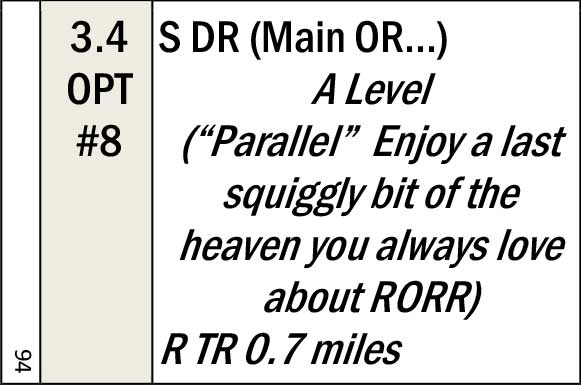 3.4
OPT
#8
S DR (Main OR...)
A Level
(“Parallel” Enjoy a last
squiggly bit of the
heaven you always love
about RORR)
R TR 0.7 miles
94